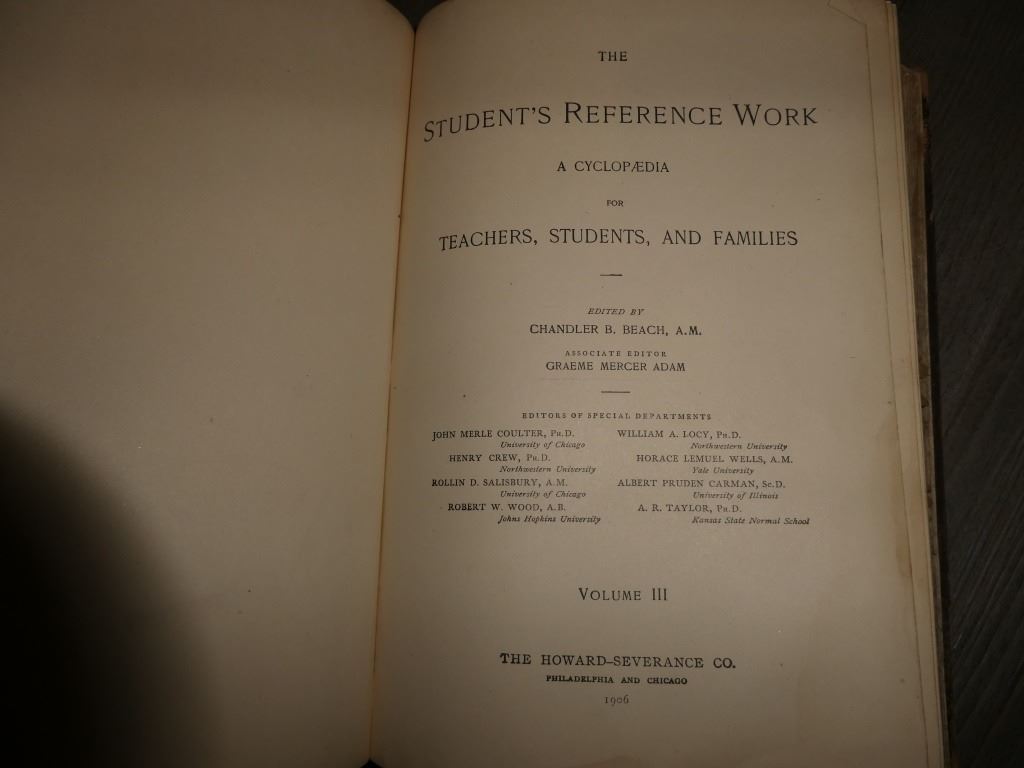 THE
STUDENT'S REFERENCE WORK
A CYCLOPÆDIA
FOR
TEACHERS, STUDENTS, AND FAMILIES
EDITED BY
CHANDLER B. BEACH, A.M.
ASSOCIATE EDITOR
GRAEME MERCER ADAM
EDITORS OF SPECIAL DEPARTMENTS
JOHN MERLE COULTER, PH.D.
University of Chicago
HENRY CREW, PH.D.
Northwestern University
ROLLIN D. SALISBURY, A.M.
University of Chicago
ROBERT W. WOOD, A.B.
Johns Hopkins University
WILLIAM A. LOCY, PH.D.
Northwestern University
HORACE LEMUEL WELLS, A.M.
Yale University
ALBERT PRUDEN CARMAN, Sc.D.
University of Illinois
A. R. TAYLOR, PH.D.
Kansas State Normal School
VOLUME III
THE HOWARD-SEVERANCE CO.
PHILADELPHIA AND CHICAGO
1906